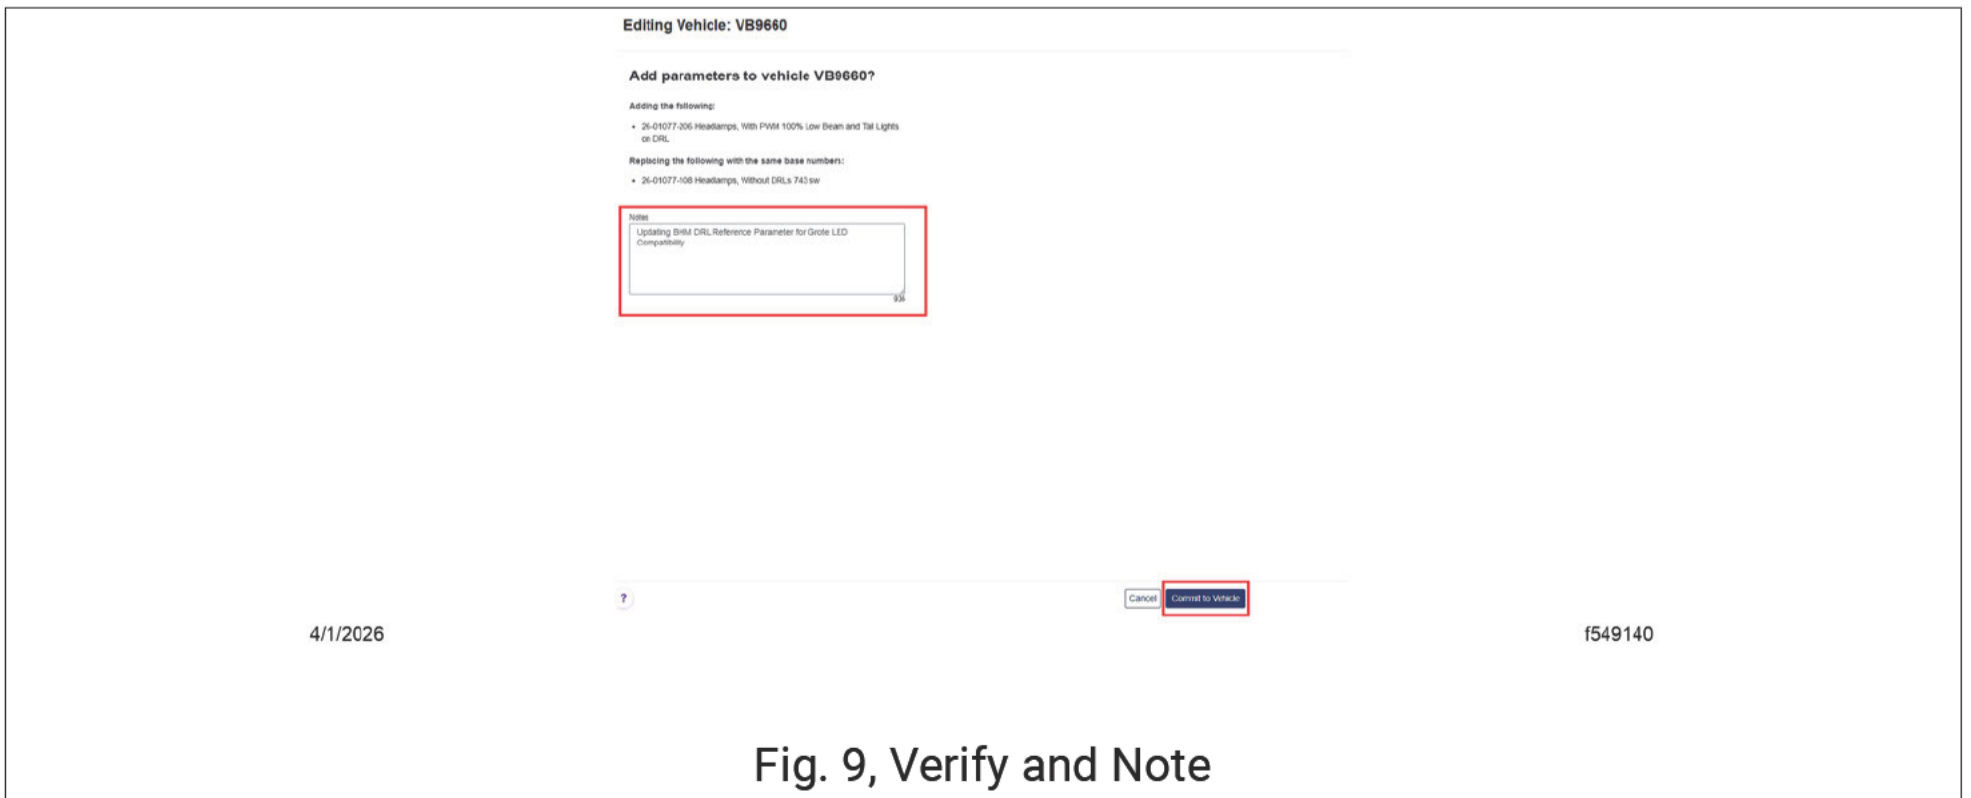 Editing Vehicle: VB9660
Add parameters to vehicle VB9660?
Adding the following:
• 26-01077-206 Headlamps, With PWM 100% Low Beam and Tail Lights
on DRL
Replacing the following with the same base numbers:
• 26-01077-108 Headlamps, Without DRLs 743 sw
Notes
Updating BHM DRL Reference Parameter for Grote LED
Compatibility
?
Cancel
Commit to Vehicle
4/1/2026
f549140
Fig. 9, Verify and Note